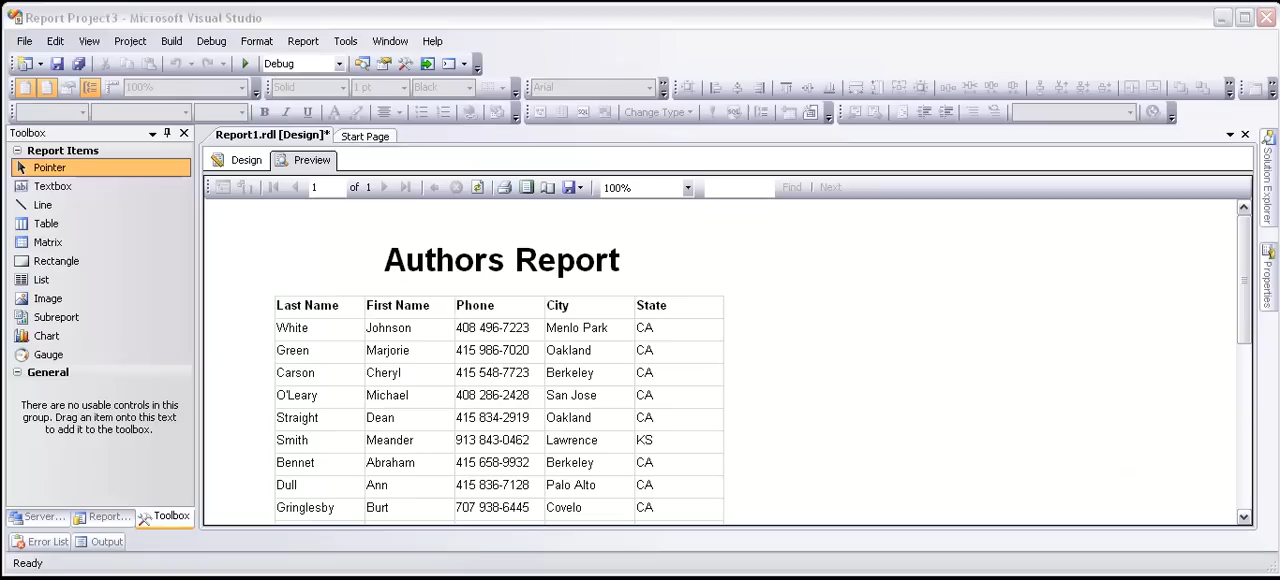 Report Project3 - Microsoft Visual Studio
File Edit View Project Build Debug Format Report Tools Window Help
Debug
100% Solid 1 pt Black Arial
B I U Change Type SQL
Toolbox
Report1.rdl [Design]* Start Page
Report Items
Design Preview
Pointer
1 of 1 100% Find Next
Textbox
Line
Table
Matrix
Rectangle
List
Image
Subreport
Chart
Gauge
General
There are no usable controls in this
group. Drag an item onto this text
to add it to the toolbox.
Authors Report
Last Name First Name Phone City State
White Johnson 408 496-7223 Menlo Park CA
Green Marjorie 415 986-7020 Oakland CA
Carson Cheryl 415 548-7723 Berkeley CA
O'Leary Michael 408 286-2428 San Jose CA
Straight Dean 415 834-2919 Oakland CA
Smith Meander 913 843-0462 Lawrence KS
Bennet Abraham 415 658-9932 Berkeley CA
Dull Ann 415 836-7128 Palo Alto CA
Gringlesby Burt 707 938-6445 Covelo CA
Solution Explorer
Properties
Server... Report... Toolbox
Error List Output
Ready